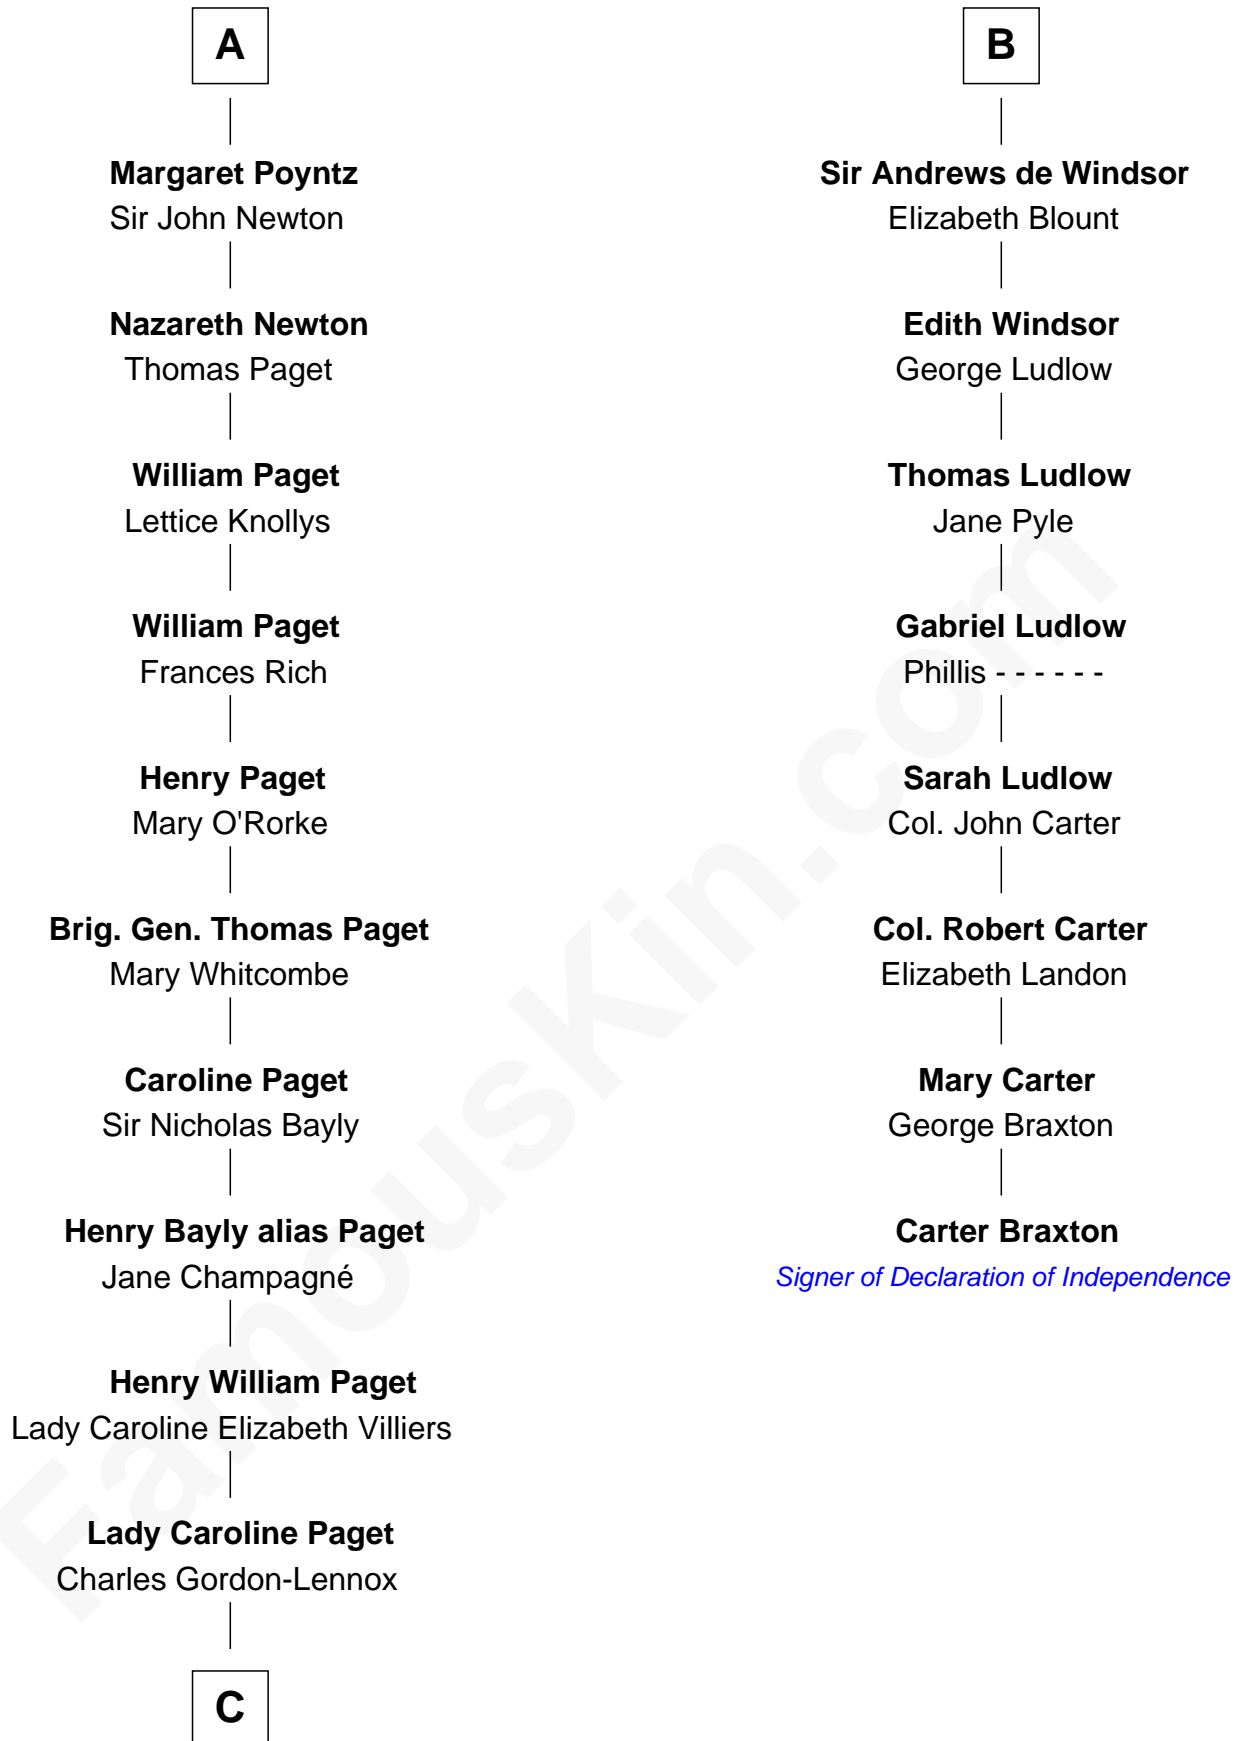 A
Margaret Poyntz
Sir John Newton
Nazareth Newton
Thomas Paget
William Paget
Lettice Knollys
William Paget
Frances Rich
Henry Paget
Mary O'Rorke
Brig. Gen. Thomas Paget
Mary Whitcombe
Caroline Paget
Sir Nicholas Bayly
Henry Bayly alias Paget
Jane Champagné
Henry William Paget
Lady Caroline Elizabeth Villiers
Lady Caroline Paget
Charles Gordon-Lennox
C
B
Sir Andrews de Windsor
Elizabeth Blount
Edith Windsor
George Ludlow
Thomas Ludlow
Jane Pyle
Gabriel Ludlow
Phillis - - - - - -
Sarah Ludlow
Col. John Carter
Col. Robert Carter
Elizabeth Landon
Mary Carter
George Braxton
Carter Braxton
Signer of Declaration of Independence
FamousKin.com